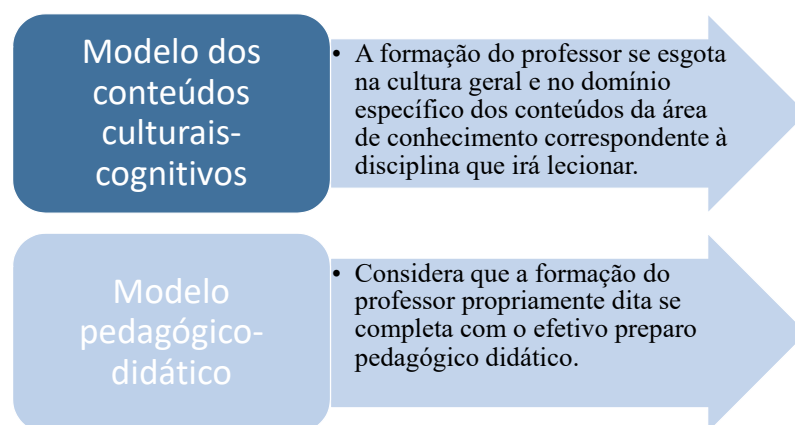 Modelo dos
conteúdos
culturais-
cognitivos
• A formação do professor se esgota
na cultura geral e no domínio
específico dos conteúdos da área
de conhecimento correspondente à
disciplina que irá lecionar.
Modelo
pedagógico-
didático
• Considera que a formação do
professor propriamente dita se
completa com o efetivo preparo
pedagógico didático.